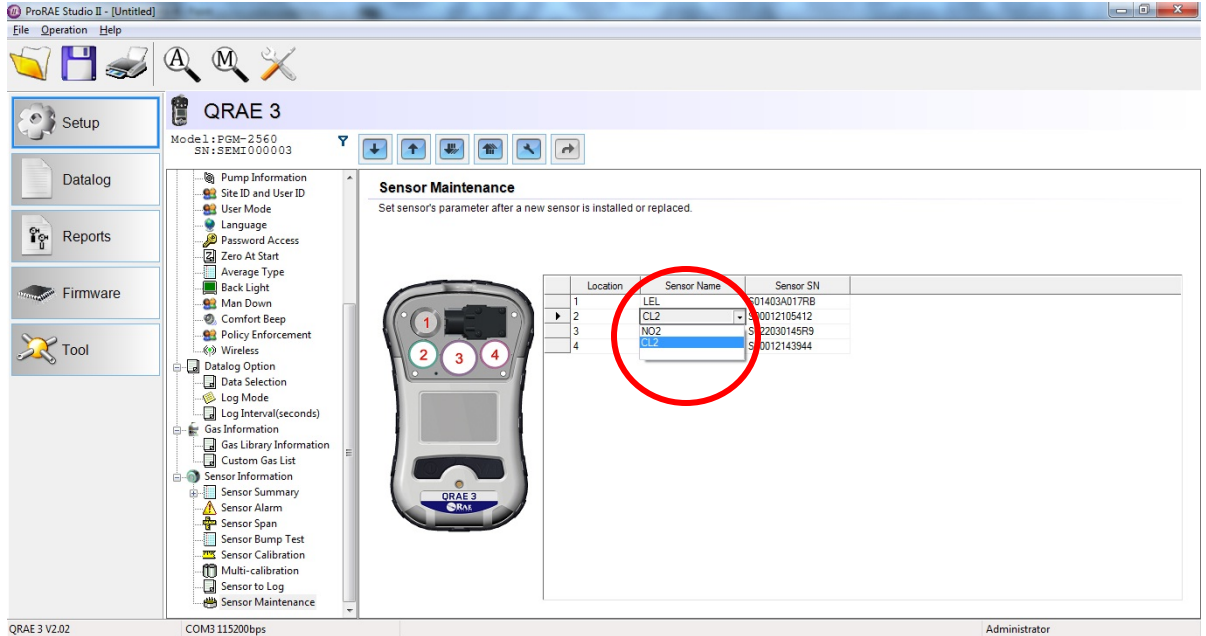 ProRAE Studio II - [Untitled]
File Operation Help
A M
QRAE 3
Setup
Datalog
Reports
Firmware
Tool
Model:PGM-2560
SN:SEMI000003
Pump Information
Site ID and User ID
User Mode
Language
Password Access
Zero At Start
Average Type
Back Light
Man Down
Comfort Beep
Policy Enforcement
Wireless
Datalog Option
Data Selection
Log Mode
Log Interval(seconds)
Gas Information
Gas Library Information
Custom Gas List
Sensor Information
Sensor Summary
Sensor Alarm
Sensor Span
Sensor Bump Test
Sensor Calibration
Multi-calibration
Sensor to Log
Sensor Maintenance
Sensor Maintenance
Set sensor's parameter after a new sensor is installed or replaced.
1
2 3 4
QRAE 3
RAE
Location Sensor Name Sensor SN
1 LEL S01403A017RB
2 CL2
3 NO2
4 CL2
QRAE 3 V2.02 COM3 115200bps Administrator